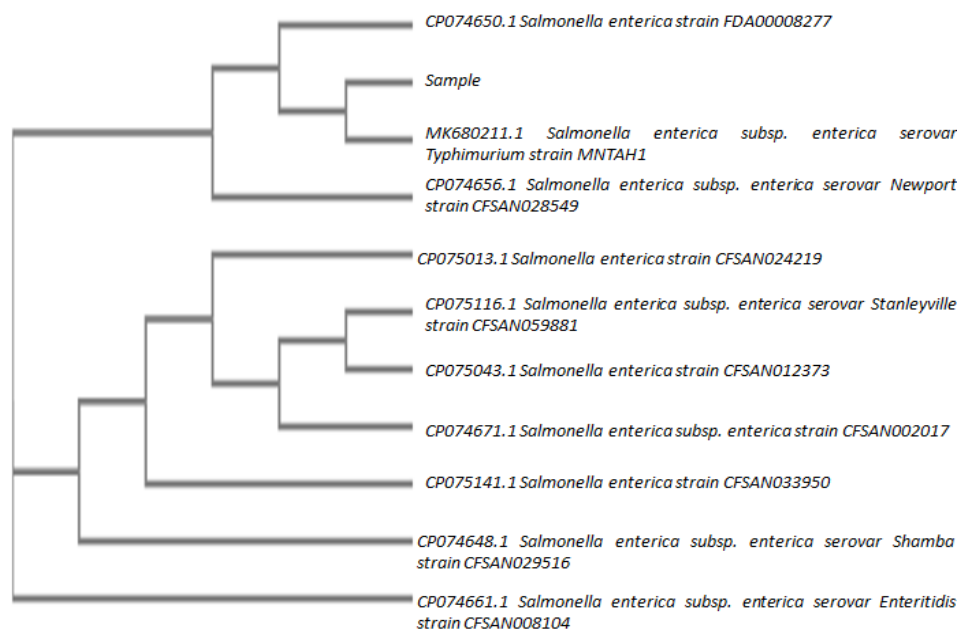 CP074650.1 Salmonella enterica strain FDA00008277
Sample
MK680211.1 Salmonella enterica subsp. enterica serovar
Typhimurium strain MNTAH1
CP074656.1 Salmonella enterica subsp. enterica serovar Newport
strain CFSAN028549
CP075013.1 Salmonella enterica strain CFSAN024219
CP075116.1 Salmonella enterica subsp. enterica serovar Stanleyville
strain CFSAN059881
CP075043.1 Salmonella enterica strain CFSAN012373
CP074671.1 Salmonella enterica subsp. enterica strain CFSAN002017
CP075141.1 Salmonella enterica strain CFSAN033950
CP074648.1 Salmonella enterica subsp. enterica serovar Shamba
strain CFSAN029516
CP074661.1 Salmonella enterica subsp. enterica serovar Enteritidis
strain CFSAN008104